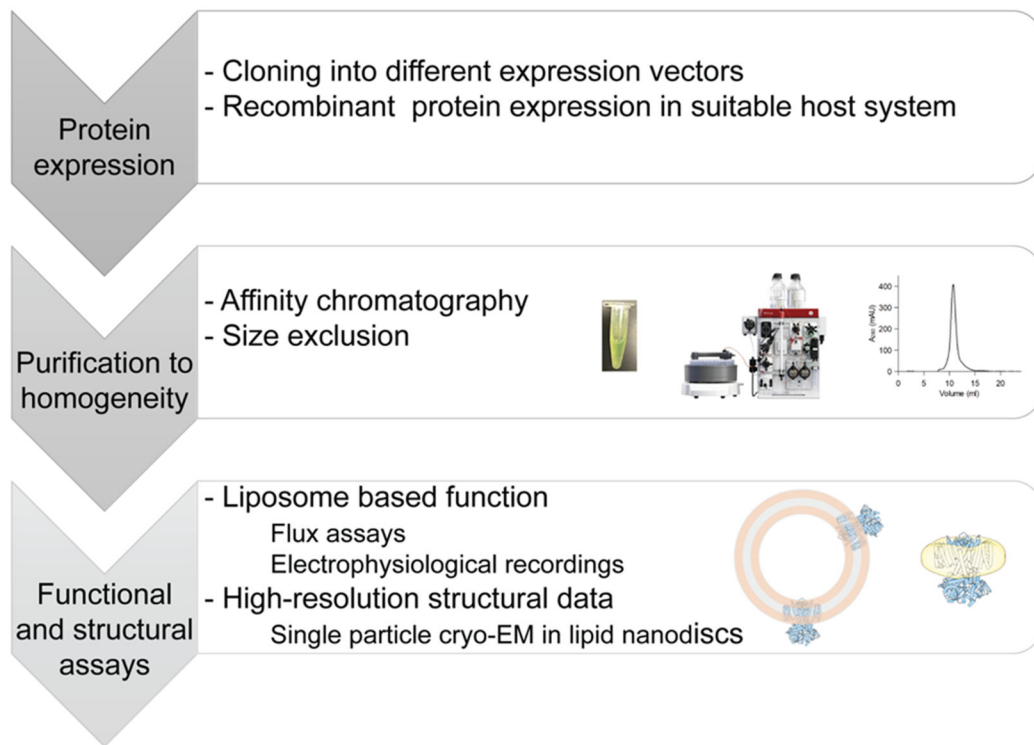 Protein
expression
- Cloning into different expression vectors
- Recombinant protein expression in suitable host system
Purification to
homogeneity
- Affinity chromatography
- Size exclusion
400
300
200
100
0
0 5 10 15 20
Volume (ml)
Functional
and structural
assays
- Liposome based function
Flux assays
Electrophysiological recordings
- High-resolution structural data
Single particle cryo-EM in lipid nanodiscs